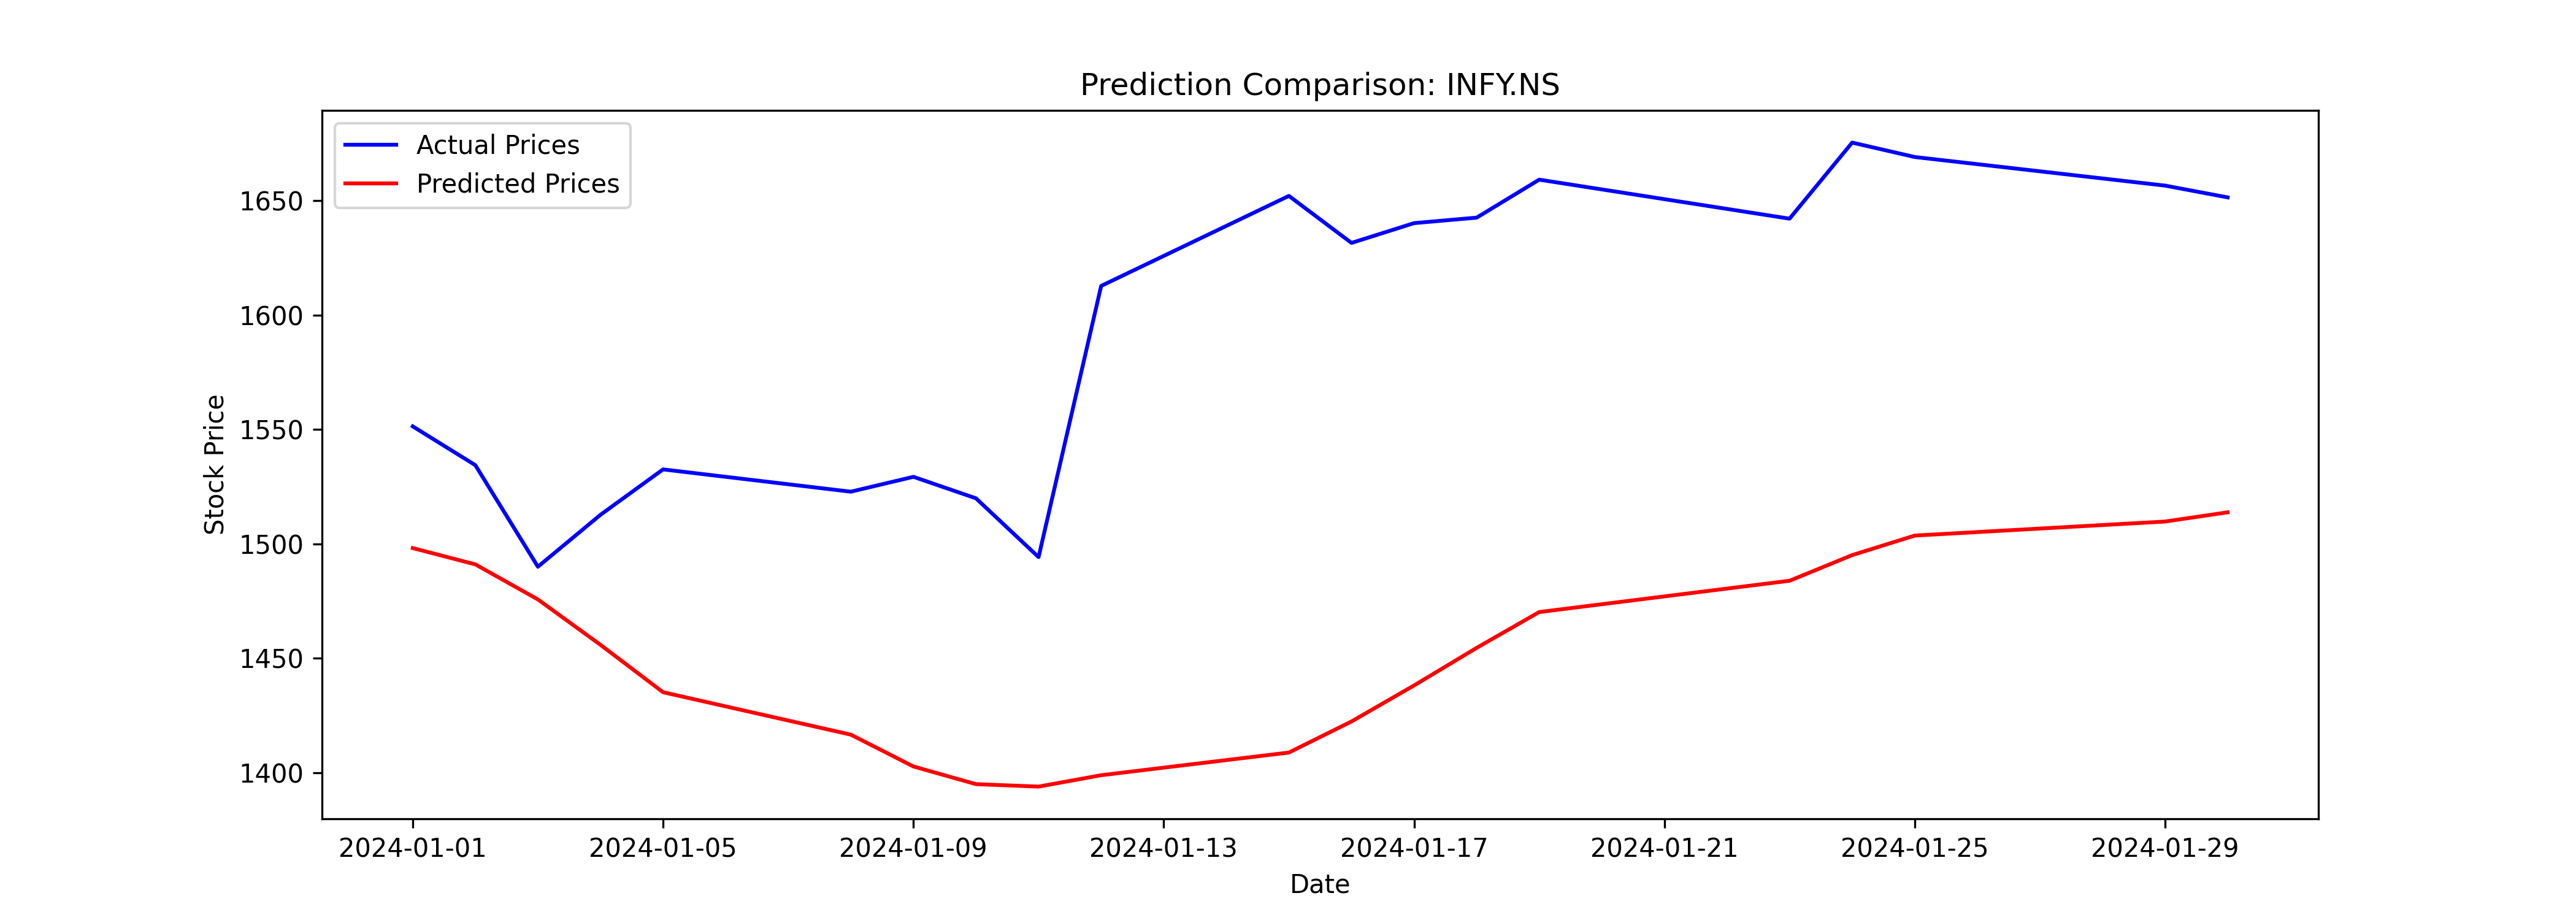 Prediction Comparison: INFY.NS
Actual Prices
Predicted Prices
1650
1600
1550
1500
1450
1400
Stock Price
2024-01-01 2024-01-05 2024-01-09 2024-01-13 2024-01-17 2024-01-21 2024-01-25 2024-01-29
Date